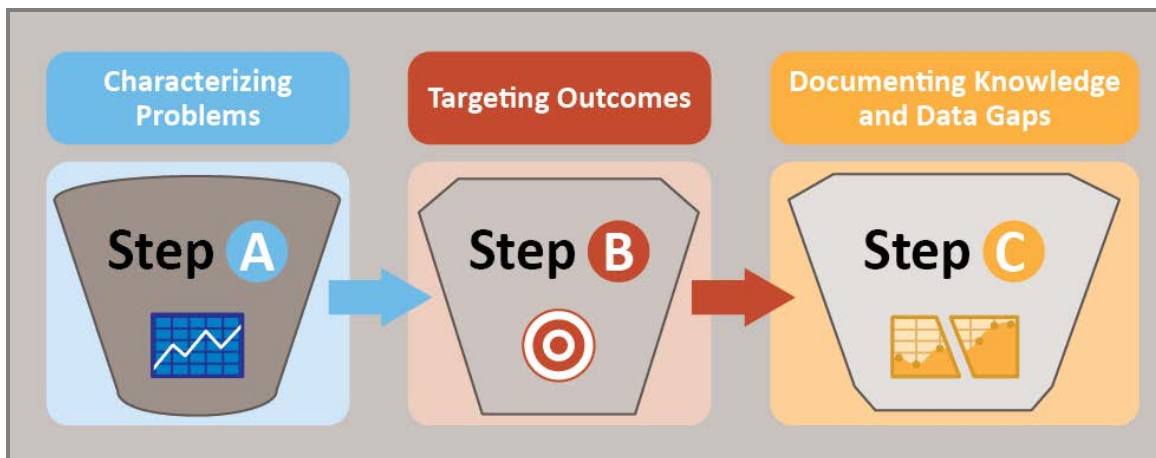 Characterizing
Problems
Targeting Outcomes
Documenting Knowledge
and Data Gaps
Step A
Step B
Step C